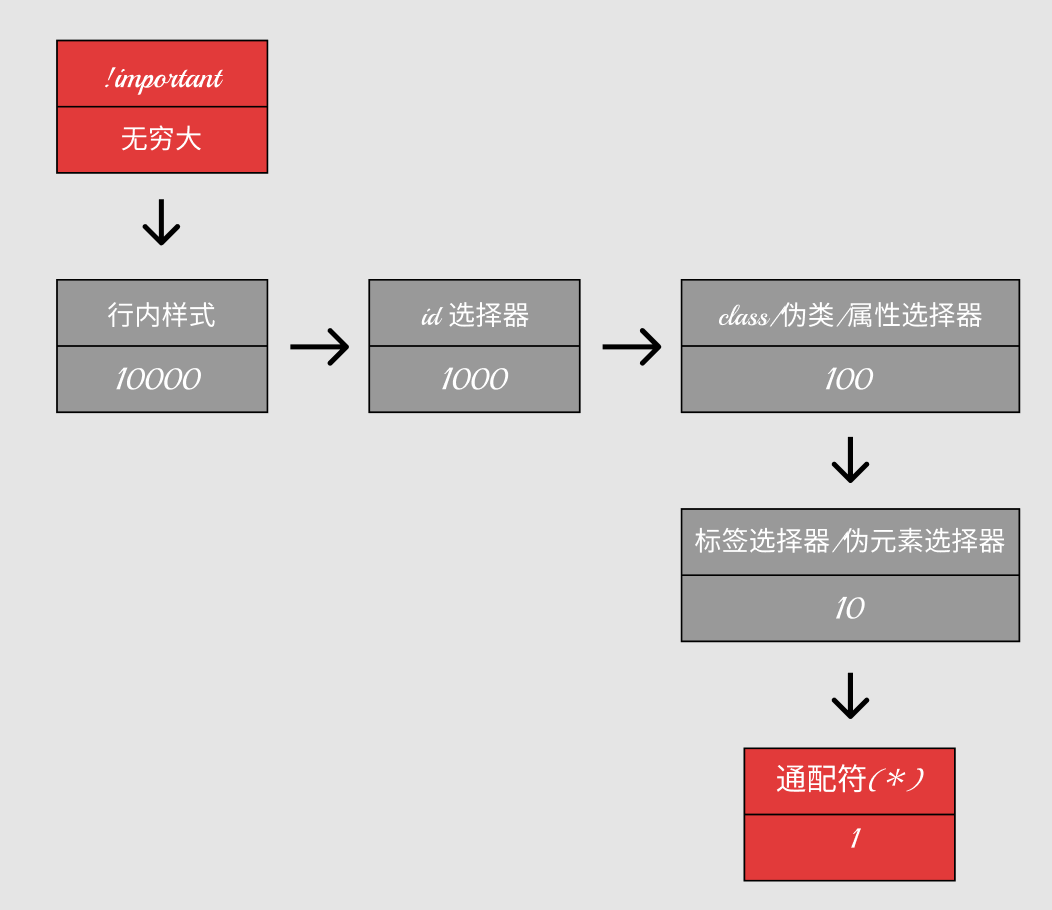 !important
无穷大
行内样式
10000
id 选择器
1000
class/伪类/属性选择器
100
标签选择器/伪元素选择器
10
通配符(*)
1